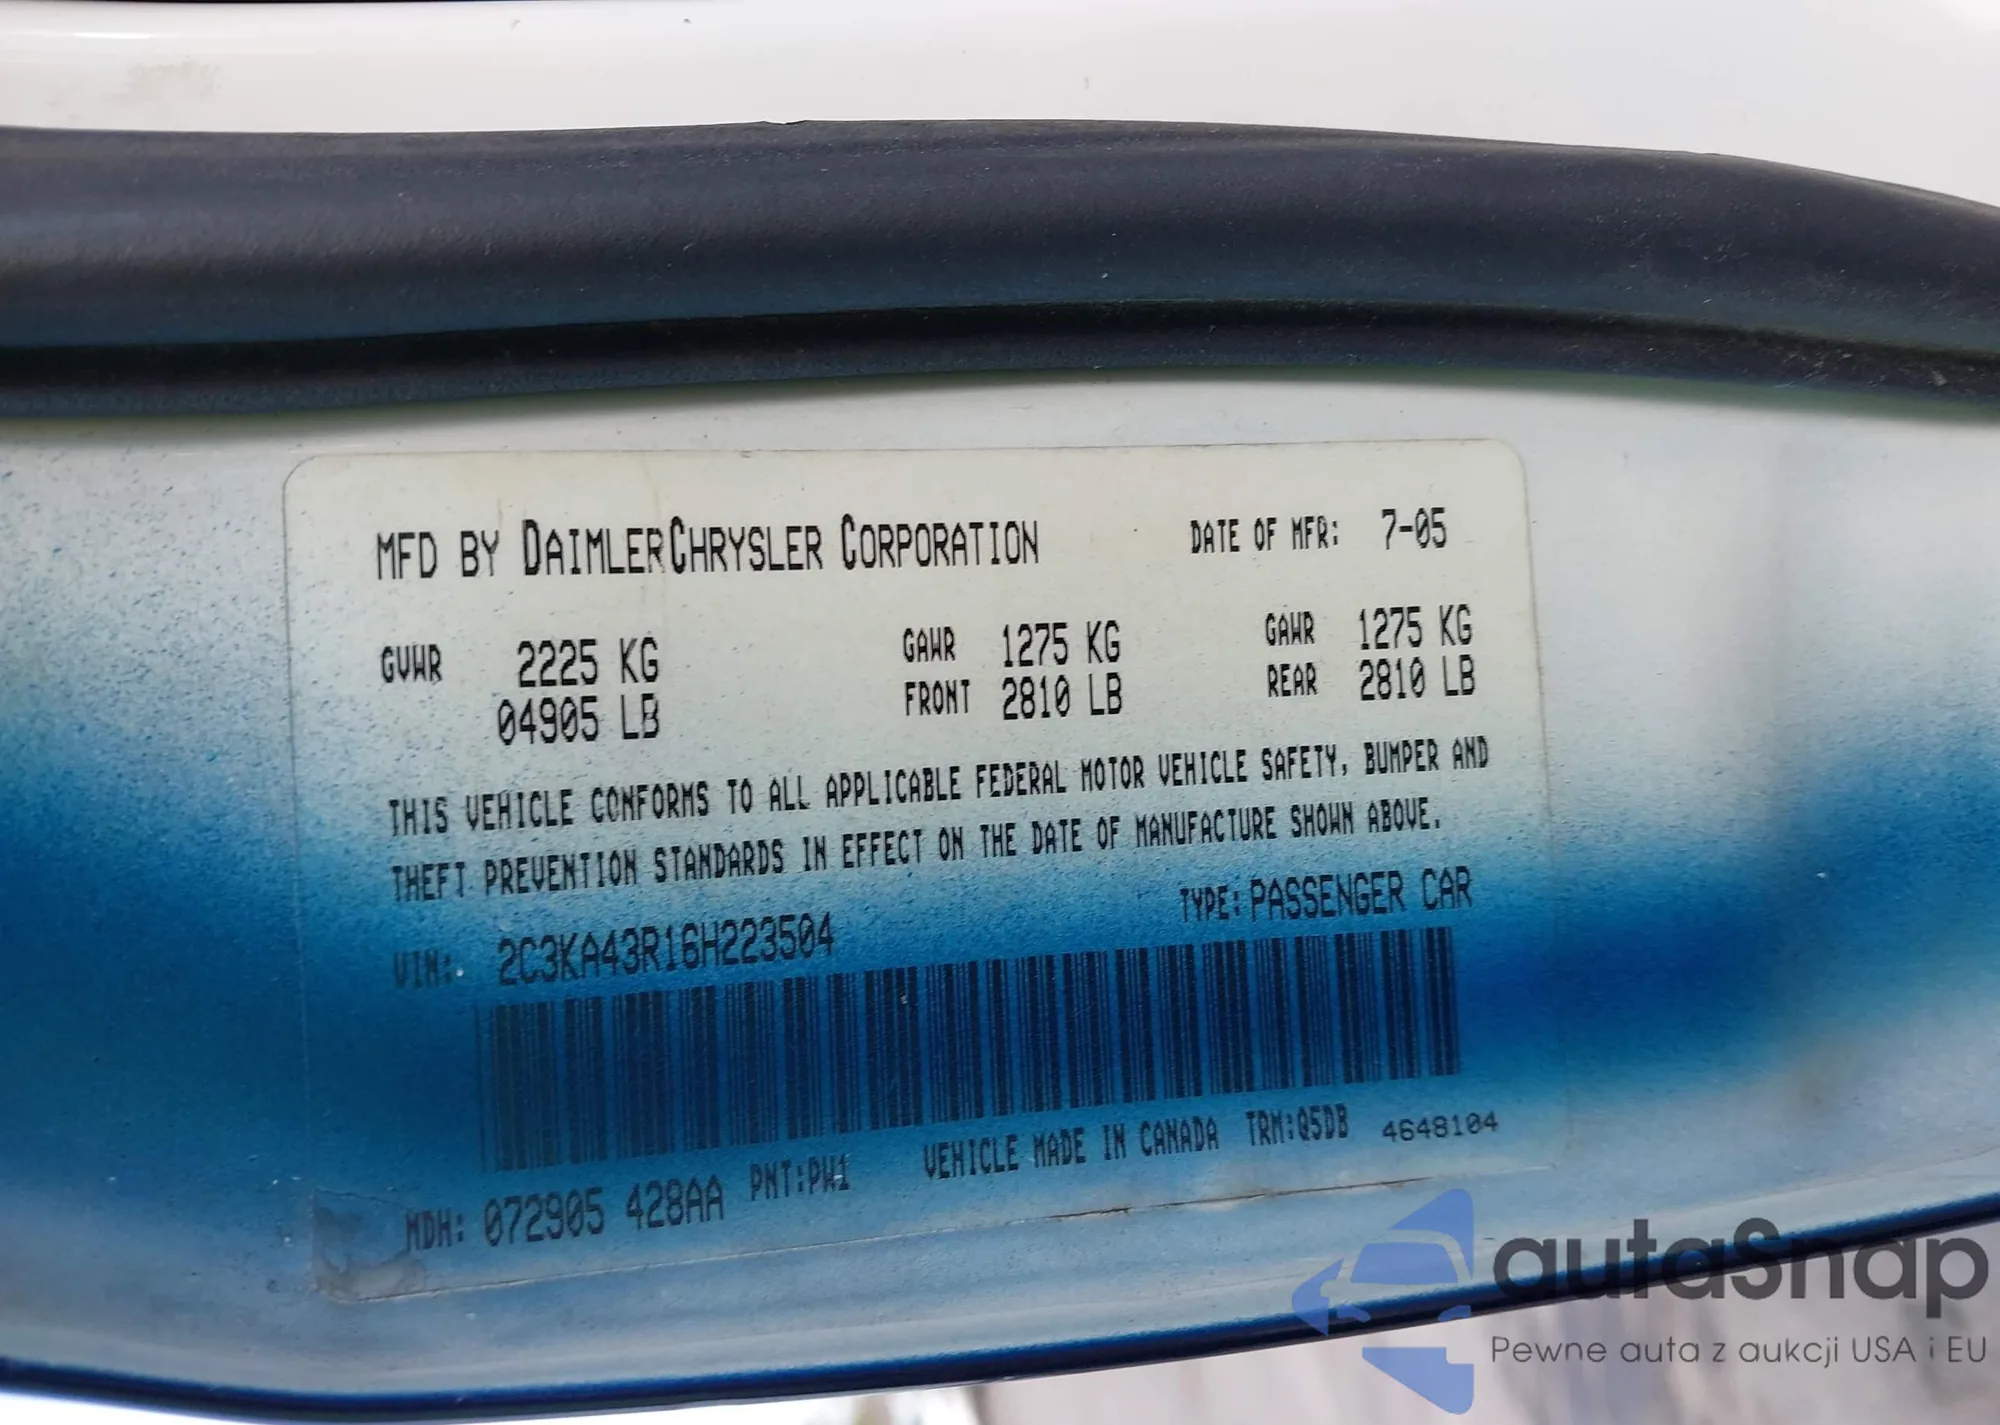 MFD BY DAIMLERCHRYSLER CORPORATION DATE OF MFR: 7-05
GVWR 2225 KG GAWR 1275 KG GAWR 1275 KG
04905 LB FRONT 2810 LB REAR 2810 LB
THIS VEHICLE CONFORMS TO ALL APPLICABLE FEDERAL MOTOR VEHICLE SAFETY, BUMPER AND
THEFT PREVENTION STANDARDS IN EFFECT ON THE DATE OF MANUFACTURE SHOWN ABOVE.
VIN: 2C3KA43R16H223504 TYPE: PASSENGER CAR
MDH: 072905 428AA PNT:PW1 VEHICLE MADE IN CANADA TRM:Q5DB 4648104
autaSnap
Pewne auta z aukcji USA i EU